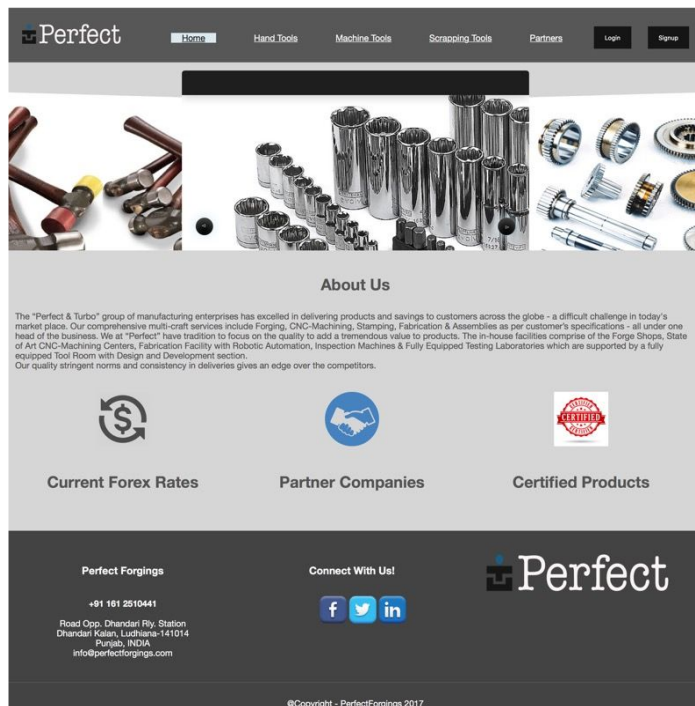 Perfect
Home
Hand Tools
Machine Tools
Scrapping Tools
Partners
Login
Signup
About Us
The "Perfect & Turbo" group of manufacturing enterprises has excelled in delivering products and savings to customers across the globe - a difficult challenge in today's
market place. Our comprehensive multi-craft services include Forging, CNC-Machining, Stamping, Fabrication & Assemblies as per customer's specifications - all under one
head of the business. We at "Perfect" have tradition to focus on the quality to add a tremendous value to products. The in-house facilities comprise of the Forge Shops, State
of Art CNC-Machining Centers, Fabrication Facility with Robotic Automation, Inspection Machines & Fully Equipped Testing Laboratories which are supported by a fully
equipped Tool Room with Design and Development section.
Our quality stringent norms and consistency in deliveries gives an edge over the competitors.
CERTIFIED
Current Forex Rates
Partner Companies
Certified Products
Perfect Forgings
+91 161 2510441
Road Opp. Dhandari Rly. Station
Dhandari Kalan, Ludhiana-141014
Punjab, INDIA
info@perfectforgings.com
Connect With Us!
Perfect
@Copyright - PerfectForgings 2017